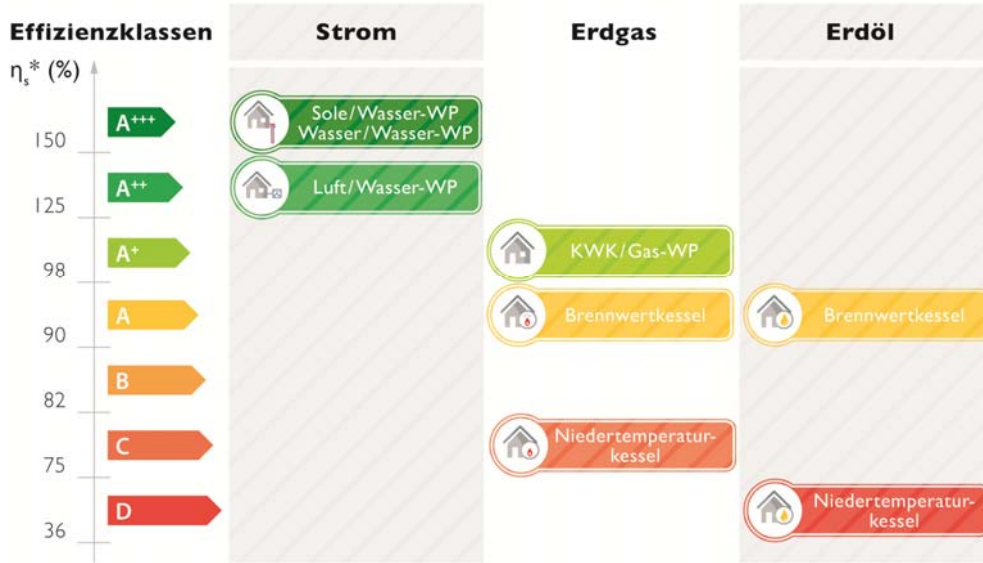 Effizienzklassen Strom Erdgas Erdöl
ηs* (%)
A+++
Sole/Wasser-WP
Wasser/Wasser-WP
150
A++
Luft/Wasser-WP
125
A+
KWK/Gas-WP
98
A
Brennwertkessel
Brennwertkessel
90
B
82
C
Niedertemperatur-
kessel
75
D
Niedertemperatur-
kessel
36